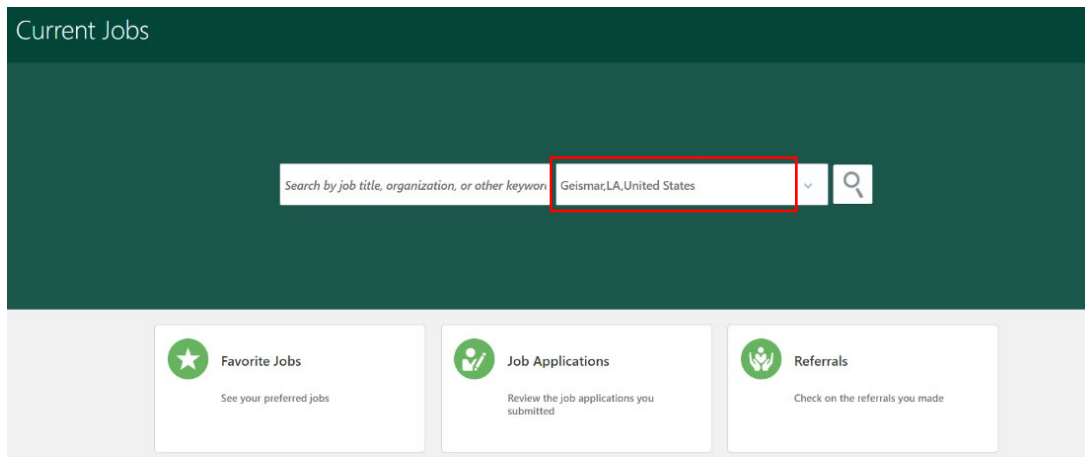 Current Jobs
Search by job title, organization, or other keywor
Geismar,LA,United States
Favorite Jobs
See your preferred jobs
Job Applications
Review the job applications you
submitted
Referrals
Check on the referrals you made